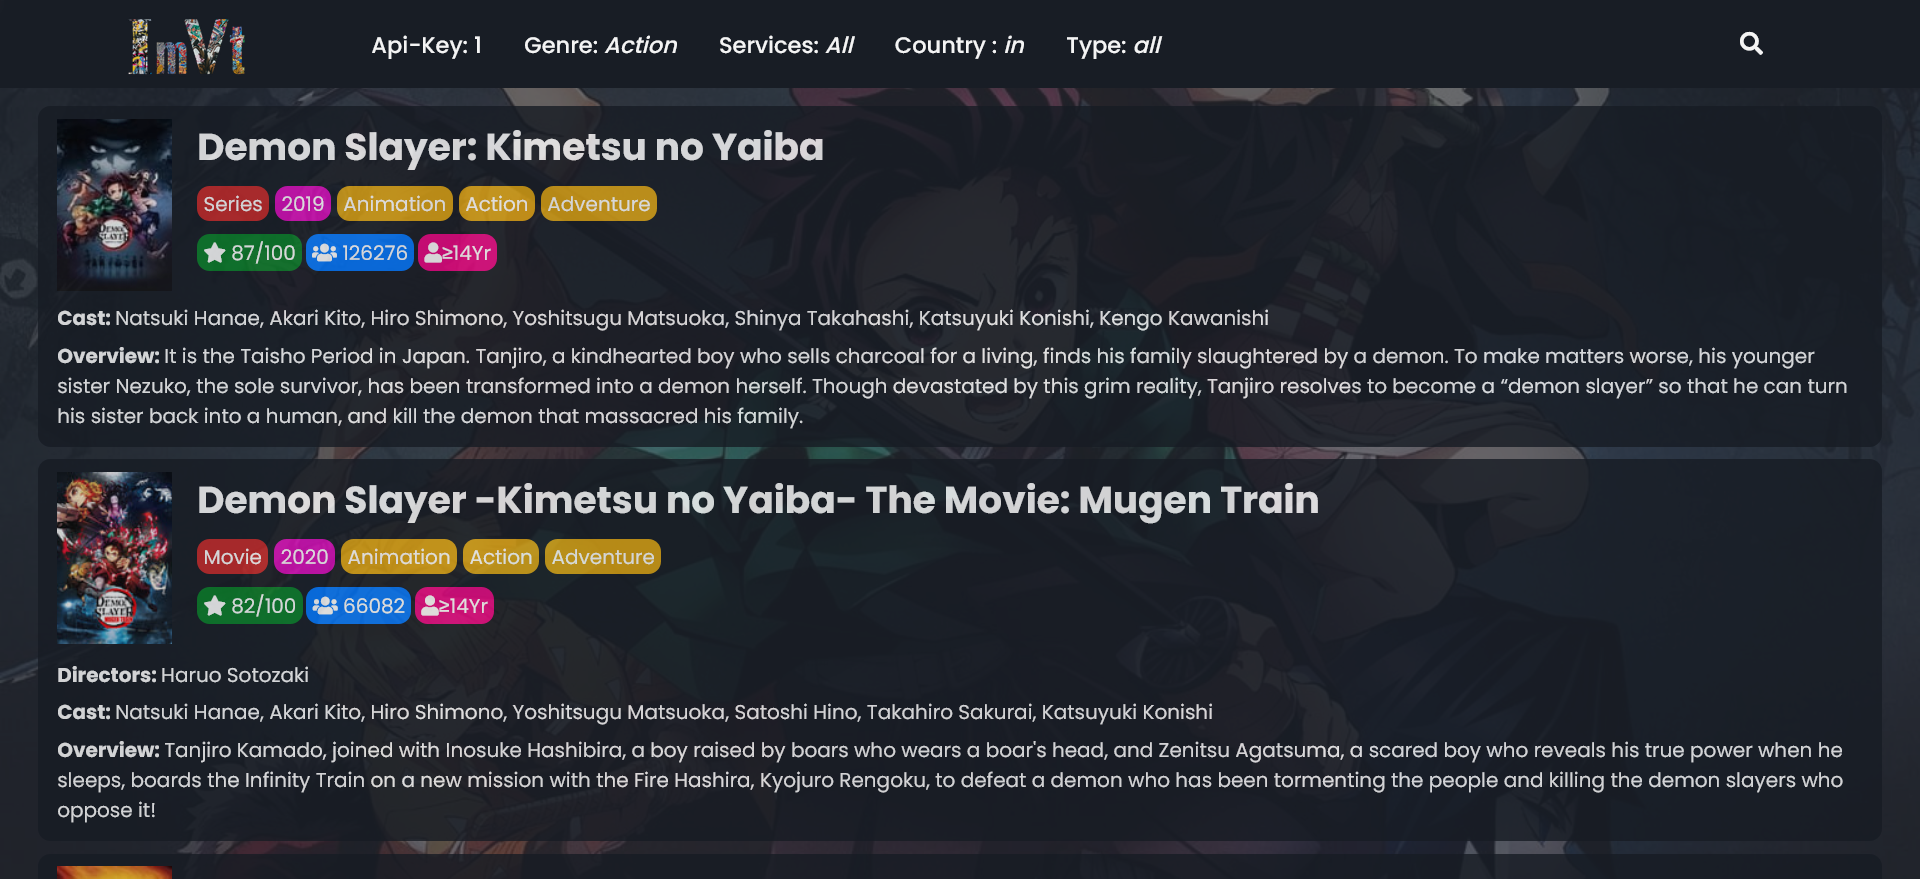 ImVt
Api-Key: 1 Genre: Action Services: All Country : in Type: all
Demon Slayer: Kimetsu no Yaiba
Series 2019 Animation Action Adventure
87/100 126276 ≥14Yr
DEMON
SLAYER
Cast: Natsuki Hanae, Akari Kito, Hiro Shimono, Yoshitsugu Matsuoka, Shinya Takahashi, Katsuyuki Konishi, Kengo Kawanishi
Overview: It is the Taisho Period in Japan. Tanjiro, a kindhearted boy who sells charcoal for a living, finds his family slaughtered by a demon. To make matters worse, his younger
sister Nezuko, the sole survivor, has been transformed into a demon herself. Though devastated by this grim reality, Tanjiro resolves to become a “demon slayer” so that he can turn
his sister back into a human, and kill the demon that massacred his family.
Demon Slayer -Kimetsu no Yaiba- The Movie: Mugen Train
Movie 2020 Animation Action Adventure
82/100 66082 ≥14Yr
DEMON
SLAYER
MUGEN TRAIN
Directors: Haruo Sotozaki
Cast: Natsuki Hanae, Akari Kito, Hiro Shimono, Yoshitsugu Matsuoka, Satoshi Hino, Takahiro Sakurai, Katsuyuki Konishi
Overview: Tanjiro Kamado, joined with Inosuke Hashibira, a boy raised by boars who wears a boar's head, and Zenitsu Agatsuma, a scared boy who reveals his true power when he
sleeps, boards the Infinity Train on a new mission with the Fire Hashira, Kyojuro Rengoku, to defeat a demon who has been tormenting the people and killing the demon slayers who
oppose it!